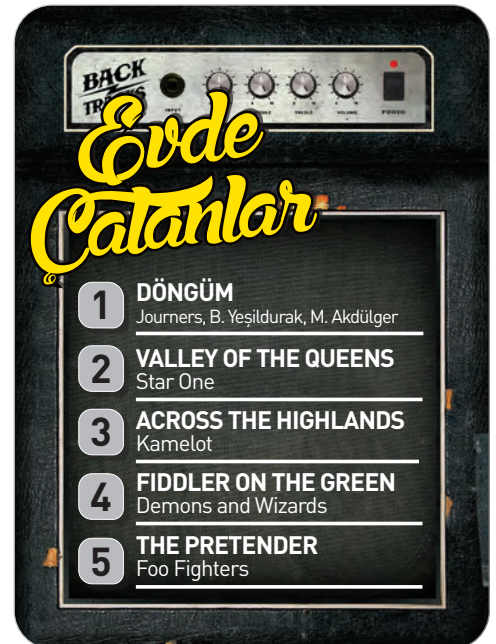 BACK
INPUT
TREBLE
VOLUME
POWER
Evde
Çalanlar
1
DÖNGÜM
Journers, B. Yeşildurak, M. Akdülger
2
VALLEY OF THE QUEENS
Star One
3
ACROSS THE HIGHLANDS
Kamelot
4
FIDDLER ON THE GREEN
Demons and Wizards
5
THE PRETENDER
Foo Fighters